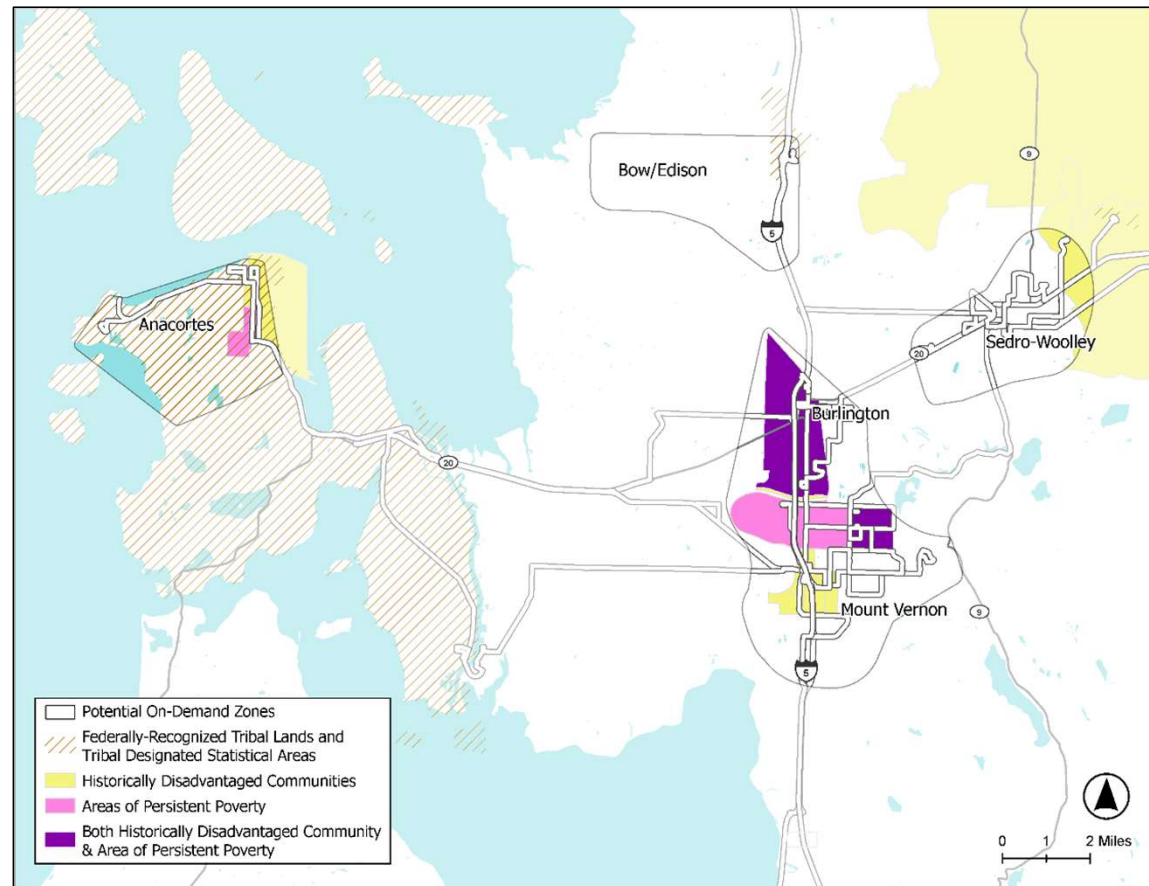 Bow/Edison
9
5
Anacortes
Sedro-Woolley
20
Burlington
20
Mount Vernon
9
5
Potential On-Demand Zones
Federally-Recognized Tribal Lands and
Tribal Designated Statistical Areas
Historically Disadvantaged Communities
Areas of Persistent Poverty
Both Historically Disadvantaged Community
& Area of Persistent Poverty
0 1 2 Miles